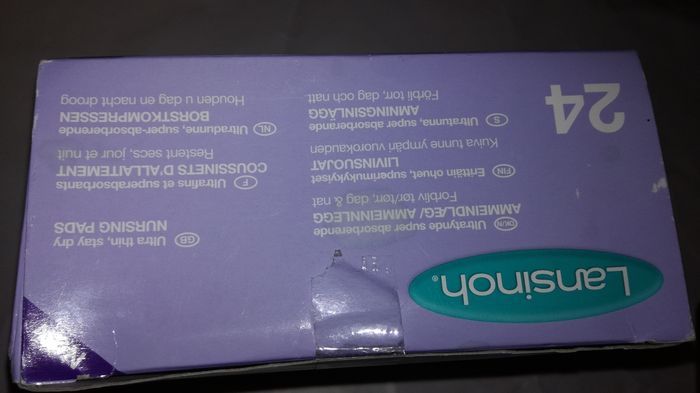 Lansinoh®
24
GB Ultra thin, stay dry
NURSING PADS
F Ultrafins et superabsorbants
COUSSINETS D'ALLAITEMENT
Restent secs, jour et nuit
NL Ultradunne, super-absorberende
BORSTKOMPRESSEN
Houden u dag en nacht droog
DK/N Ultratynde super absorberende
AMMEINDLÆG/ AMMEINNLEGG
Forbliv tør/tørr, dag & nat
FIN Erittäin ohuet, superimukykyiset
LIIVINSUOJAT
Kuiva tunne ympäri vuorokauden
S Ultratunna, super absorberande
AMNINGSINLÄGG
Förbli torr, dag och natt